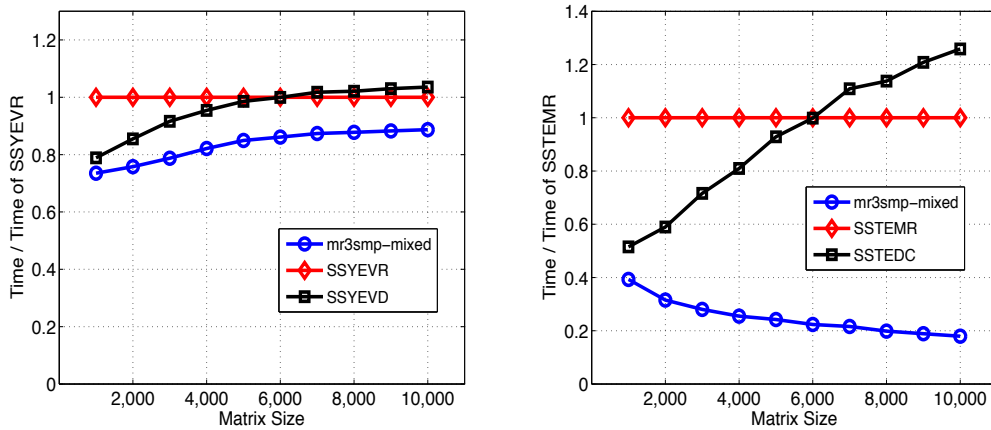 1.2
1
0.8
0.6
0.4
0.2
0
Time / Time of SSYEVR
mr3smp-mixed
SSYEVR
SSYEVD
2,000 4,000 6,000 8,000 10,000
Matrix Size
1.4
1.2
1
0.8
0.6
0.4
0.2
0
Time / Time of SSTEMR
mr3smp-mixed
SSTEMR
SSTEDC
2,000 4,000 6,000 8,000 10,000
Matrix Size